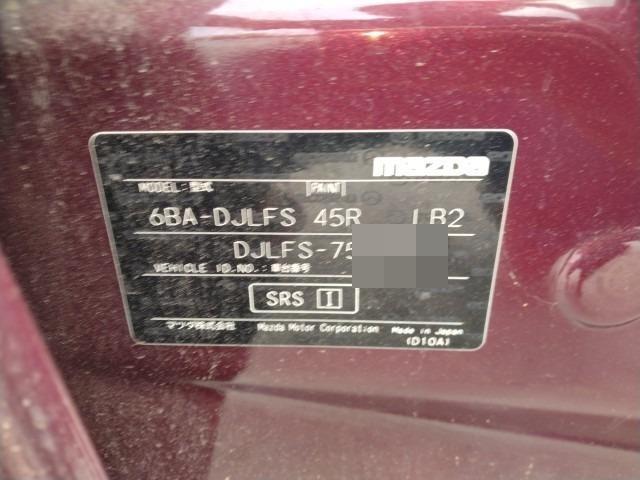 mazda
MODEL: 型式 PAINT
6BA-DJLFS 45R LB2
DJLFS-75
VEHICLE ID.NO.: 車台番号
SRS I
マツダ株式会社 Mazda Motor Corporation Made in Japan
(D10A)